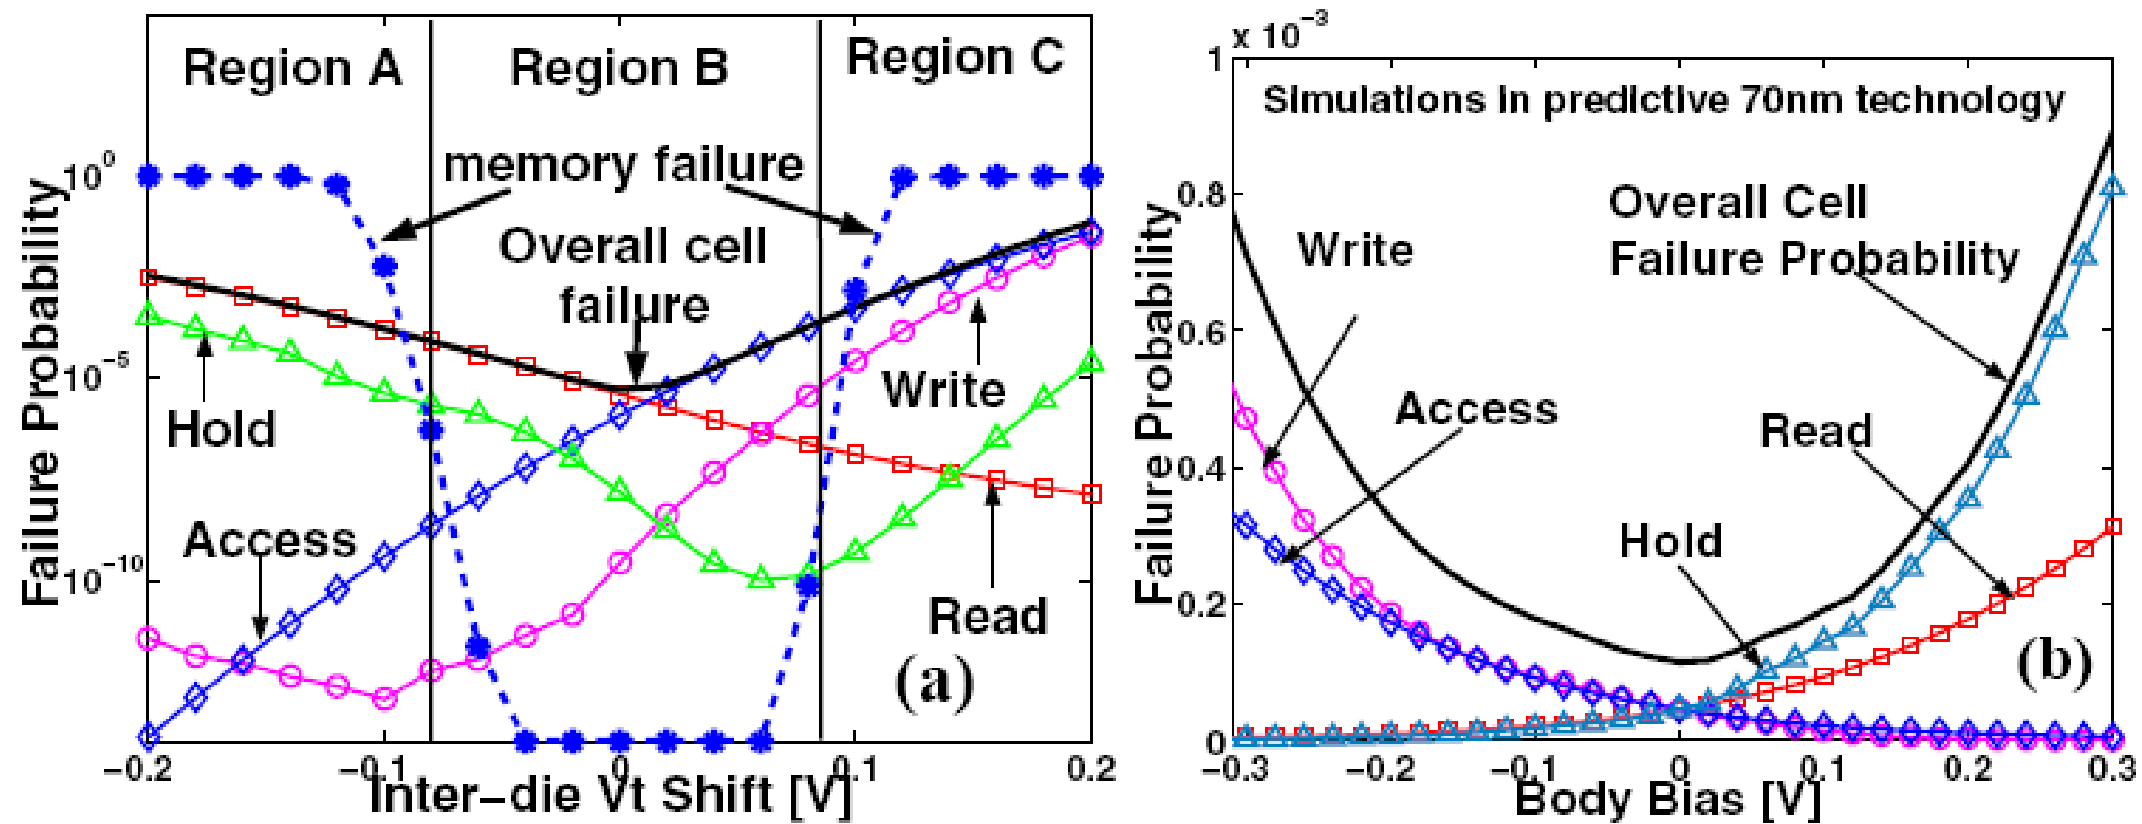 Region A
Region B
Region C
memory failure
Overall cell
failure
Hold
Write
Access
Read
(a)
10^0
10^-5
10^-10
Failure Probability
-0.2
-0.1
0
0.1
0.2
Inter-die Vt Shift [V]
x 10^-3
Simulations in predictive 70nm technology
Write
Overall Cell
Failure Probability
Access
Read
Hold
(b)
1
0.8
0.6
0.4
0.2
0
Failure Probability
-0.3
-0.2
-0.1
0
0.1
0.2
0.3
Body Bias [V]